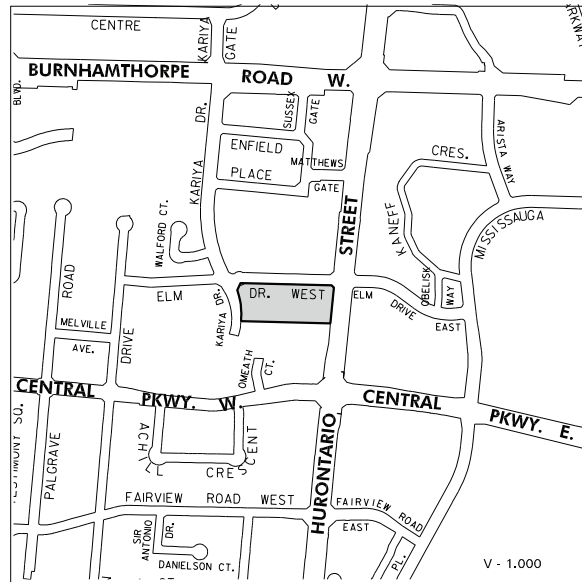 CENTRE
KARIYA
GATE
BURNHAMTHORPE ROAD W.
BLVD.
KARIYA DR.
SUSSEX
GATE
ENFIELD
PLACE
MATTHEWS
GATE
CRES.
ARISTA WAY
KANEFF
MISSISSAUGA
STREET
WALFORD CT.
ROAD
ELM DR. WEST
ELM
DRIVE
EAST
OBELISK
WAY
KARIYA DR.
MELVILLE
AVE.
DRIVE
OMEATH
CT.
CENTRAL PKWY. W.
CENTRAL
PKWY. E.
HURONTARIO
PALGRAVE
CRESCENT
FAIRVIEW ROAD WEST
FAIRVIEW ROAD
EAST
SIR
ANTONIO
DR.
DANIELSON CT.
PL.
V - 1.000